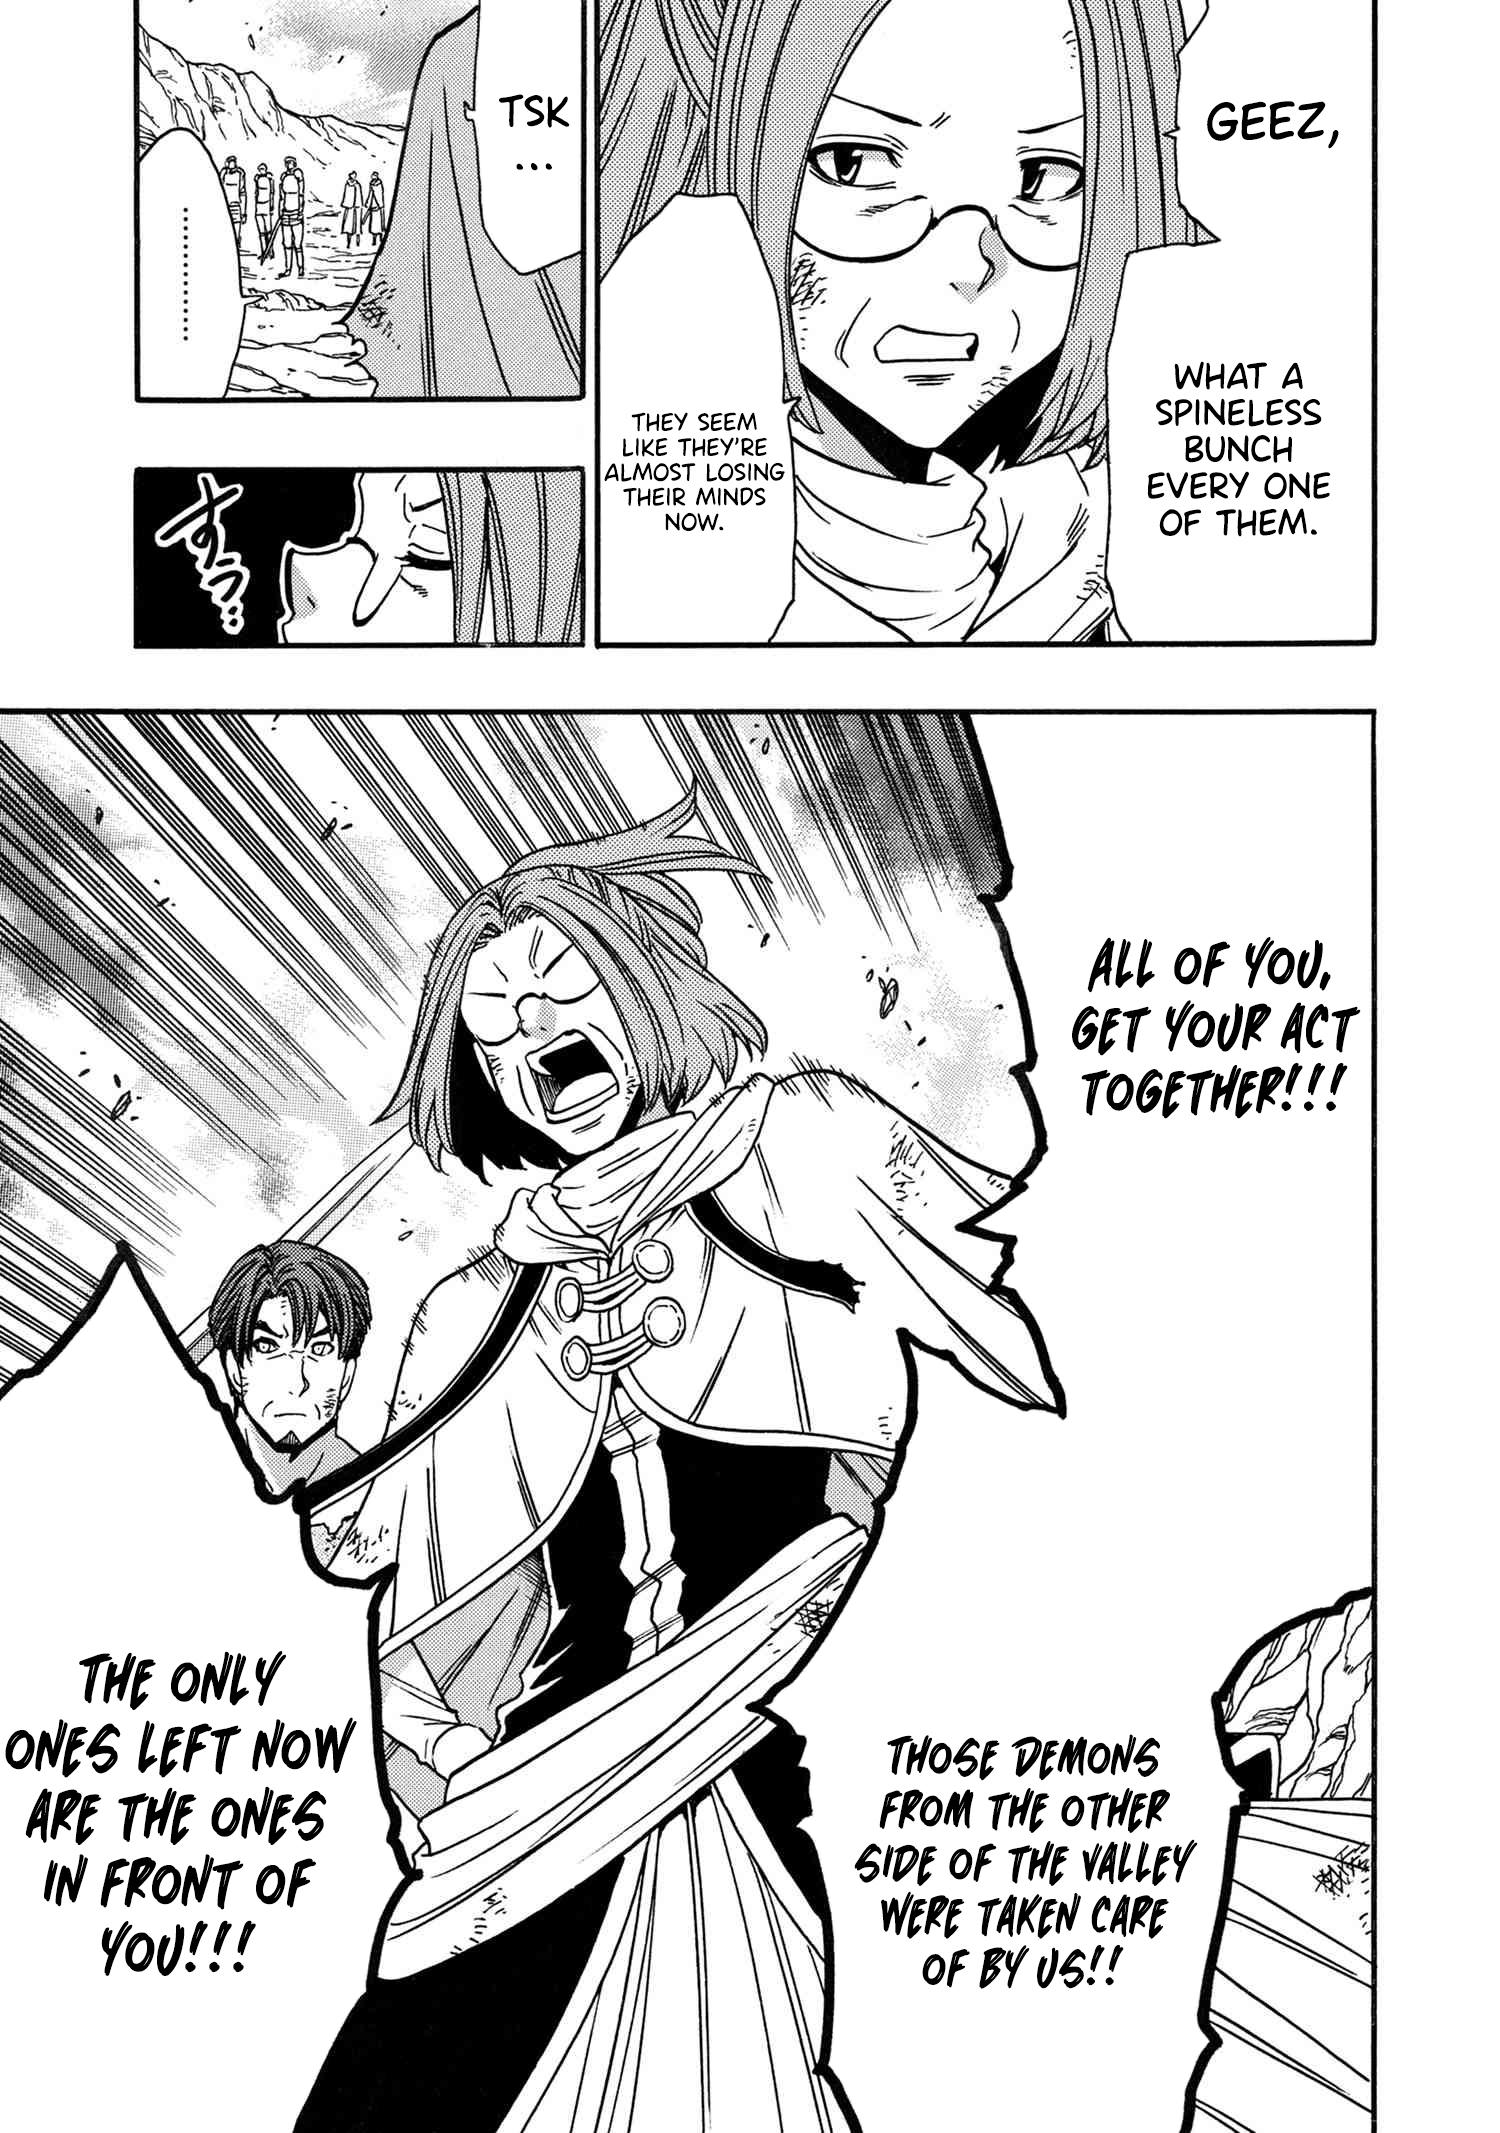 GEEZ,
WHAT A
SPINELESS
BUNCH
EVERY ONE
OF THEM.
THEY SEEM
LIKE THEY'RE
ALMOST LOSING
THEIR MINDS
NOW.
TSK
...
..........
すうっ…
ALL OF YOU,
GET YOUR ACT
TOGETHER!!!
THOSE DEMONS
FROM THE OTHER
SIDE OF THE VALLEY
WERE TAKEN CARE
OF BY US!!
THE ONLY
ONES LEFT NOW
ARE THE ONES
IN FRONT OF
YOU!!!